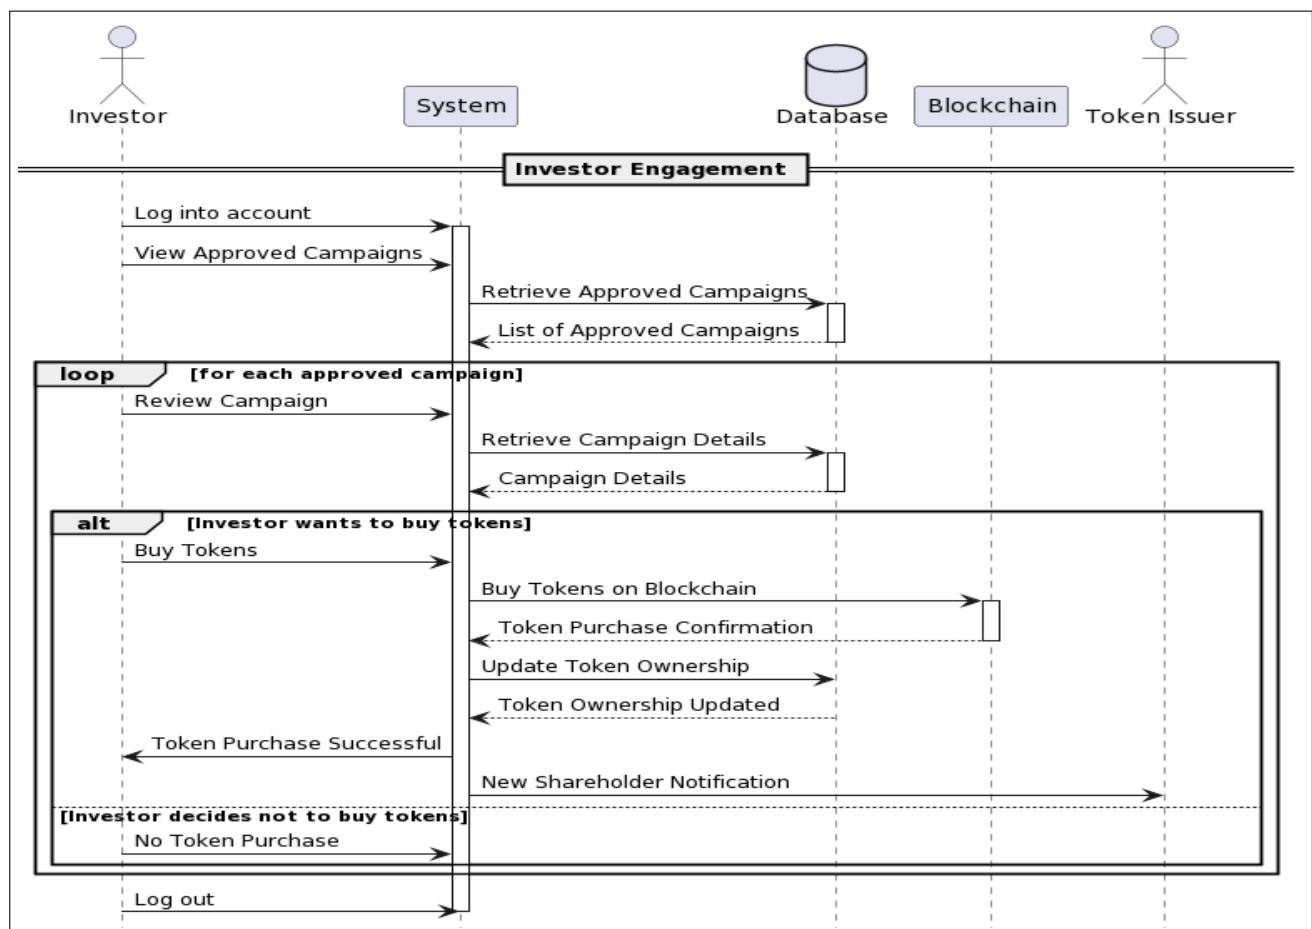 Investor
System
Database
Blockchain
Token Issuer
Investor Engagement
Log into account
View Approved Campaigns
Retrieve Approved Campaigns
List of Approved Campaigns
loop [for each approved campaign]
Review Campaign
Retrieve Campaign Details
Campaign Details
alt [Investor wants to buy tokens]
Buy Tokens
Buy Tokens on Blockchain
Token Purchase Confirmation
Update Token Ownership
Token Ownership Updated
Token Purchase Successful
New Shareholder Notification
[Investor decides not to buy tokens]
No Token Purchase
Log out